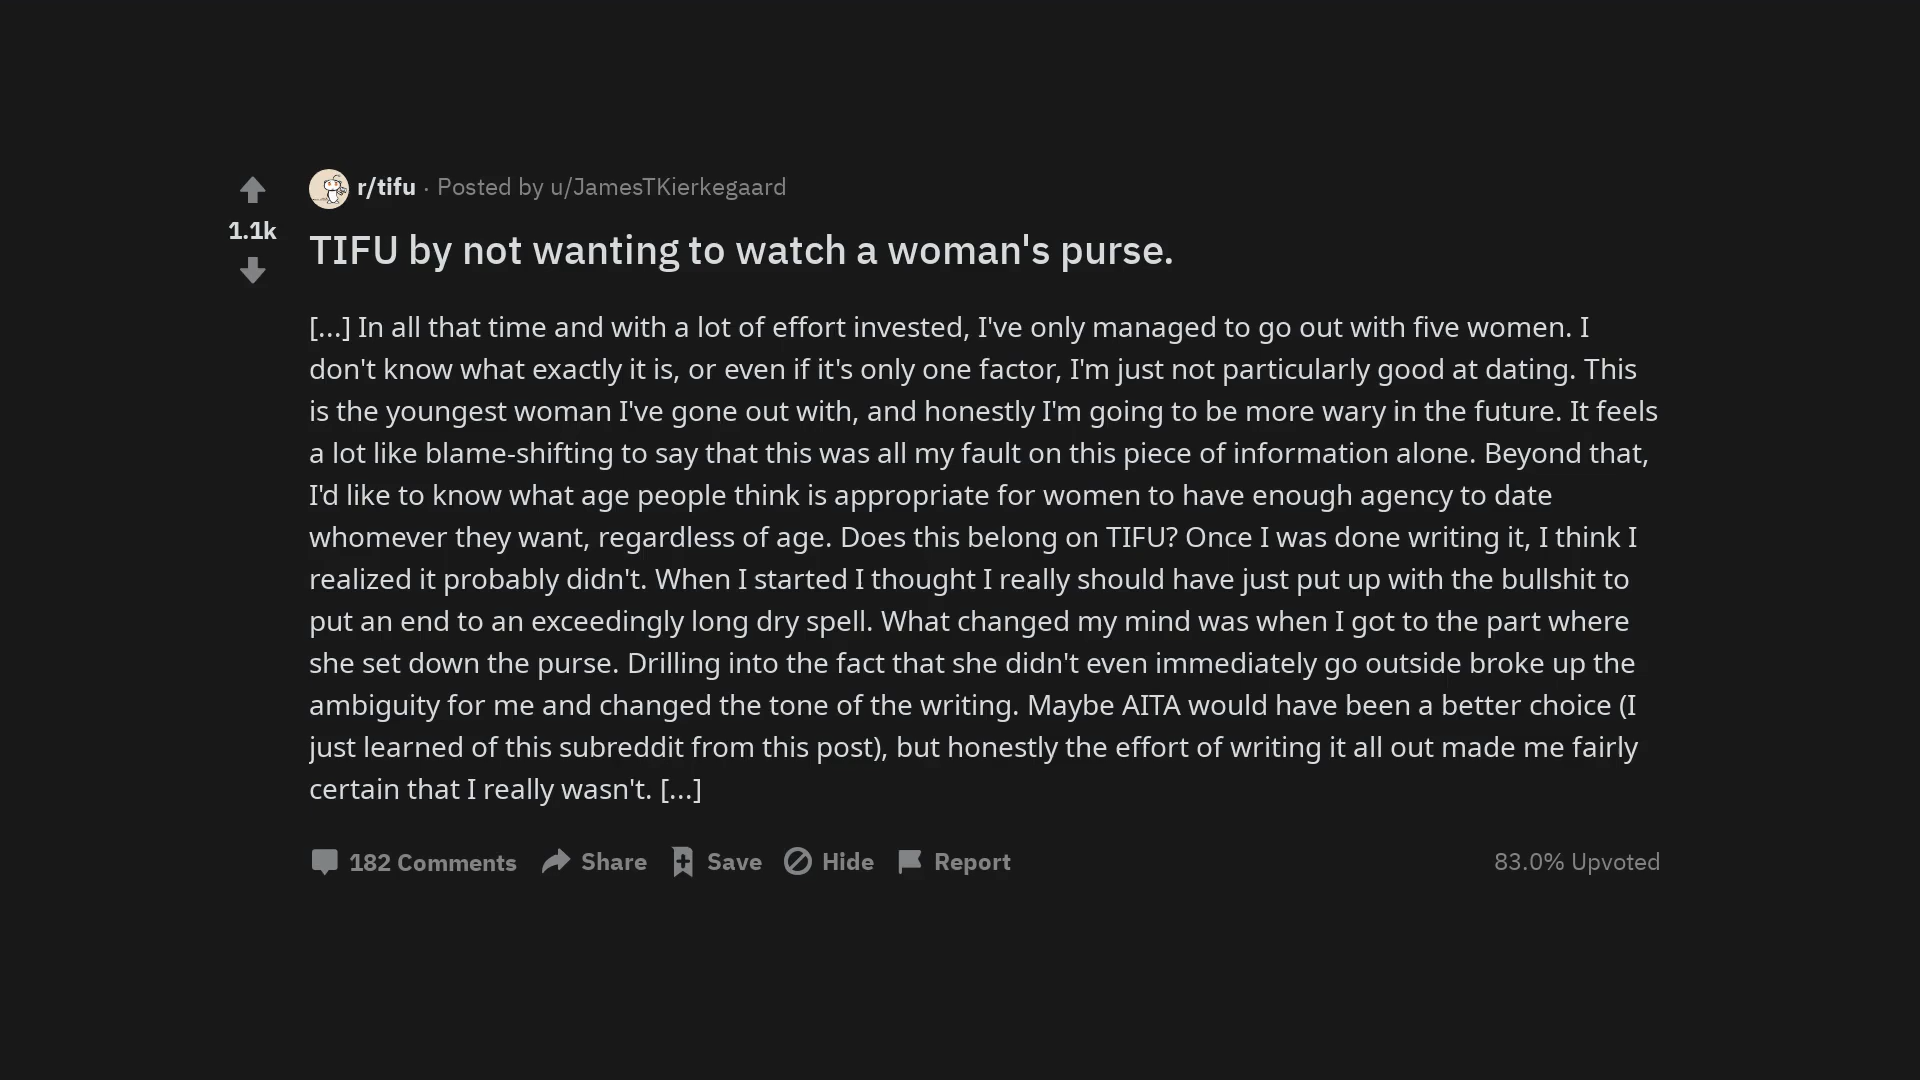 r/tifu · Posted by u/JamesTKierkegaard
1.1k
TIFU by not wanting to watch a woman's purse.
[...] In all that time and with a lot of effort invested, I've only managed to go out with five women. I
don't know what exactly it is, or even if it's only one factor, I'm just not particularly good at dating. This
is the youngest woman I've gone out with, and honestly I'm going to be more wary in the future. It feels
a lot like blame-shifting to say that this was all my fault on this piece of information alone. Beyond that,
I'd like to know what age people think is appropriate for women to have enough agency to date
whomever they want, regardless of age. Does this belong on TIFU? Once I was done writing it, I think I
realized it probably didn't. When I started I thought I really should have just put up with the bullshit to
put an end to an exceedingly long dry spell. What changed my mind was when I got to the part where
she set down the purse. Drilling into the fact that she didn't even immediately go outside broke up the
ambiguity for me and changed the tone of the writing. Maybe AITA would have been a better choice (I
just learned of this subreddit from this post), but honestly the effort of writing it all out made me fairly
certain that I really wasn't. [...]
182 Comments Share Save Hide Report 83.0% Upvoted